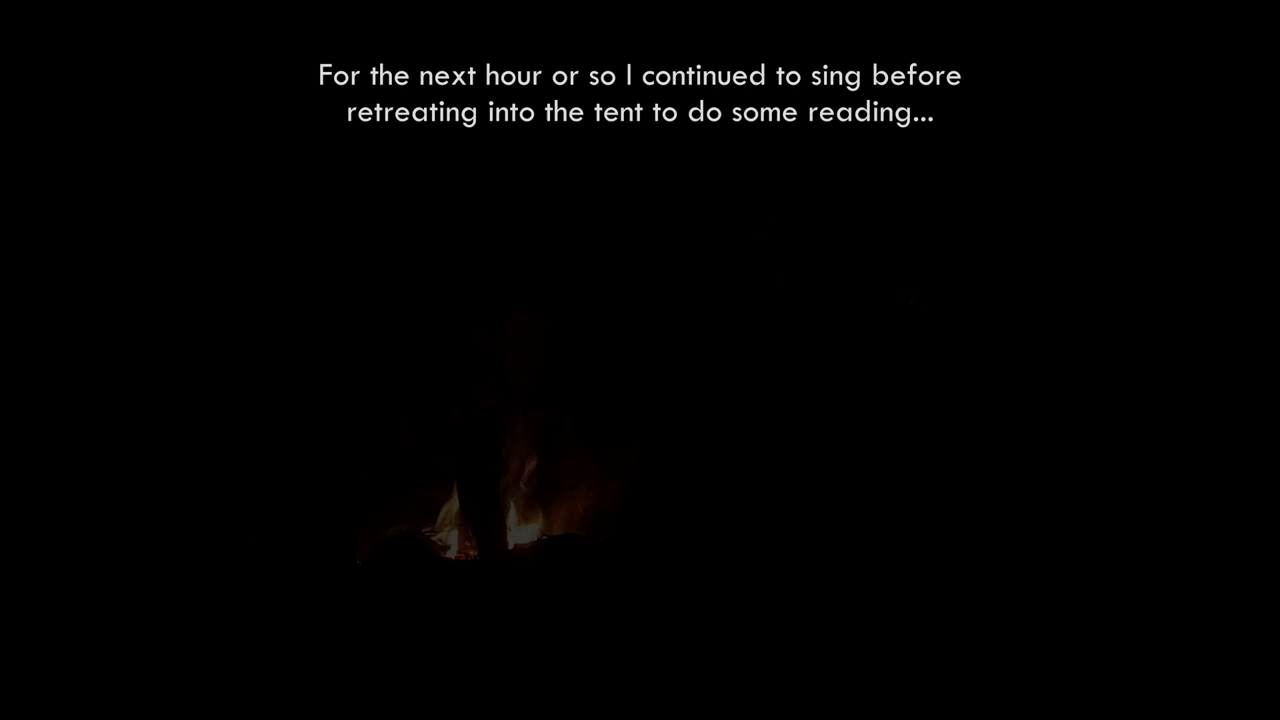 For the next hour or so I continued to sing before
retreating into the tent to do some reading...